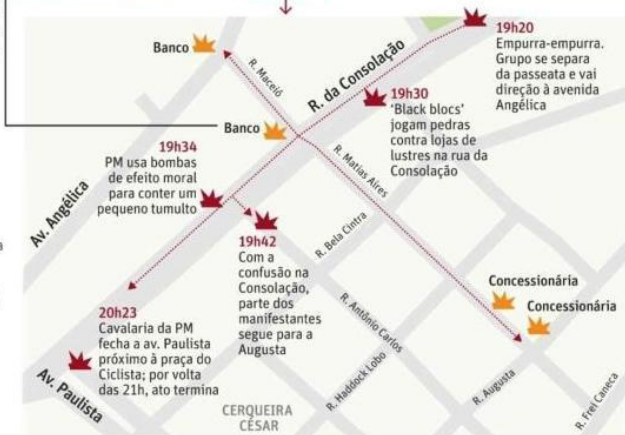 19h20
Empurra-empurra.
Grupo se separa
da passeata e vai
direção à avenida
Angélica
Banco
R. Maceió
R. da Consolação
19h30
'Black blocs'
jogam pedras
contra lojas de
lustres na rua da
Consolação
Banco
19h34
PM usa bombas
de efeito moral
para conter um
pequeno tumulto
R. Matias Aires
Av. Angélica
R. Bela Cintra
19h42
Com a
confusão na
Consolação,
parte dos
manifestantes
segue para a
Augusta
Concessionária
Concessionária
20h23
Cavalaria da PM
fecha a av. Paulista
próximo à praça do
Ciclista; por volta
das 21h, ato termina
R. Antônio Carlos
R. Haddock Lobo
R. Augusta
R. Frei Caneca
Av. Paulista
CERQUEIRA
CÉSAR
a